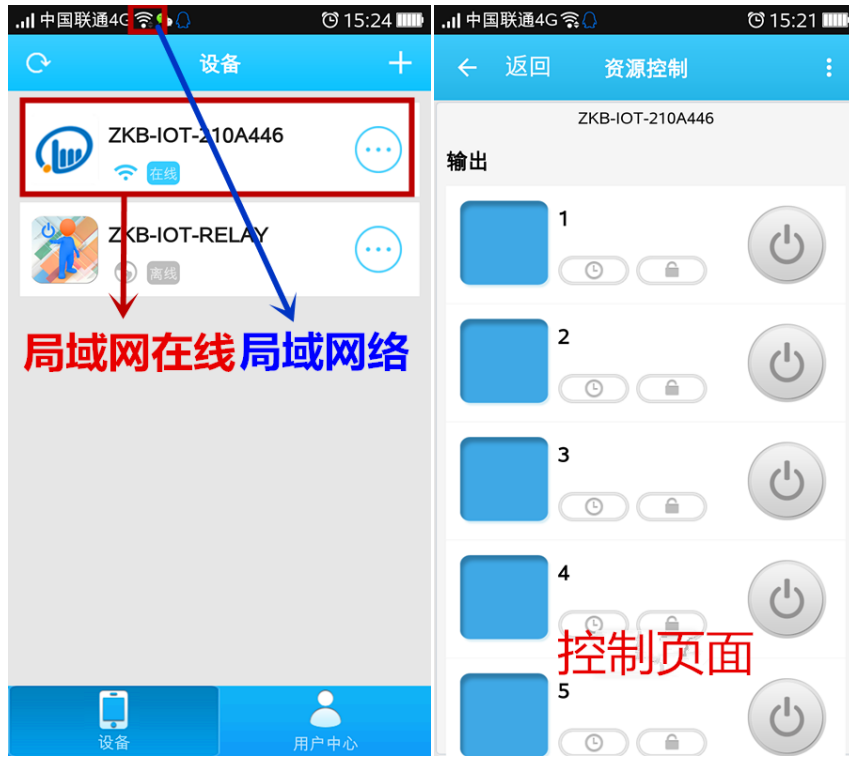 中国联通4G
15:24
设备
ZKB-IOT-210A446
在线
ZKB-IOT-RELAY
离线
局域网在线
局域网络
设备
用户中心
中国联通4G
15:21
返回
资源控制
ZKB-IOT-210A446
输出
1
2
3
4
控制页面
5